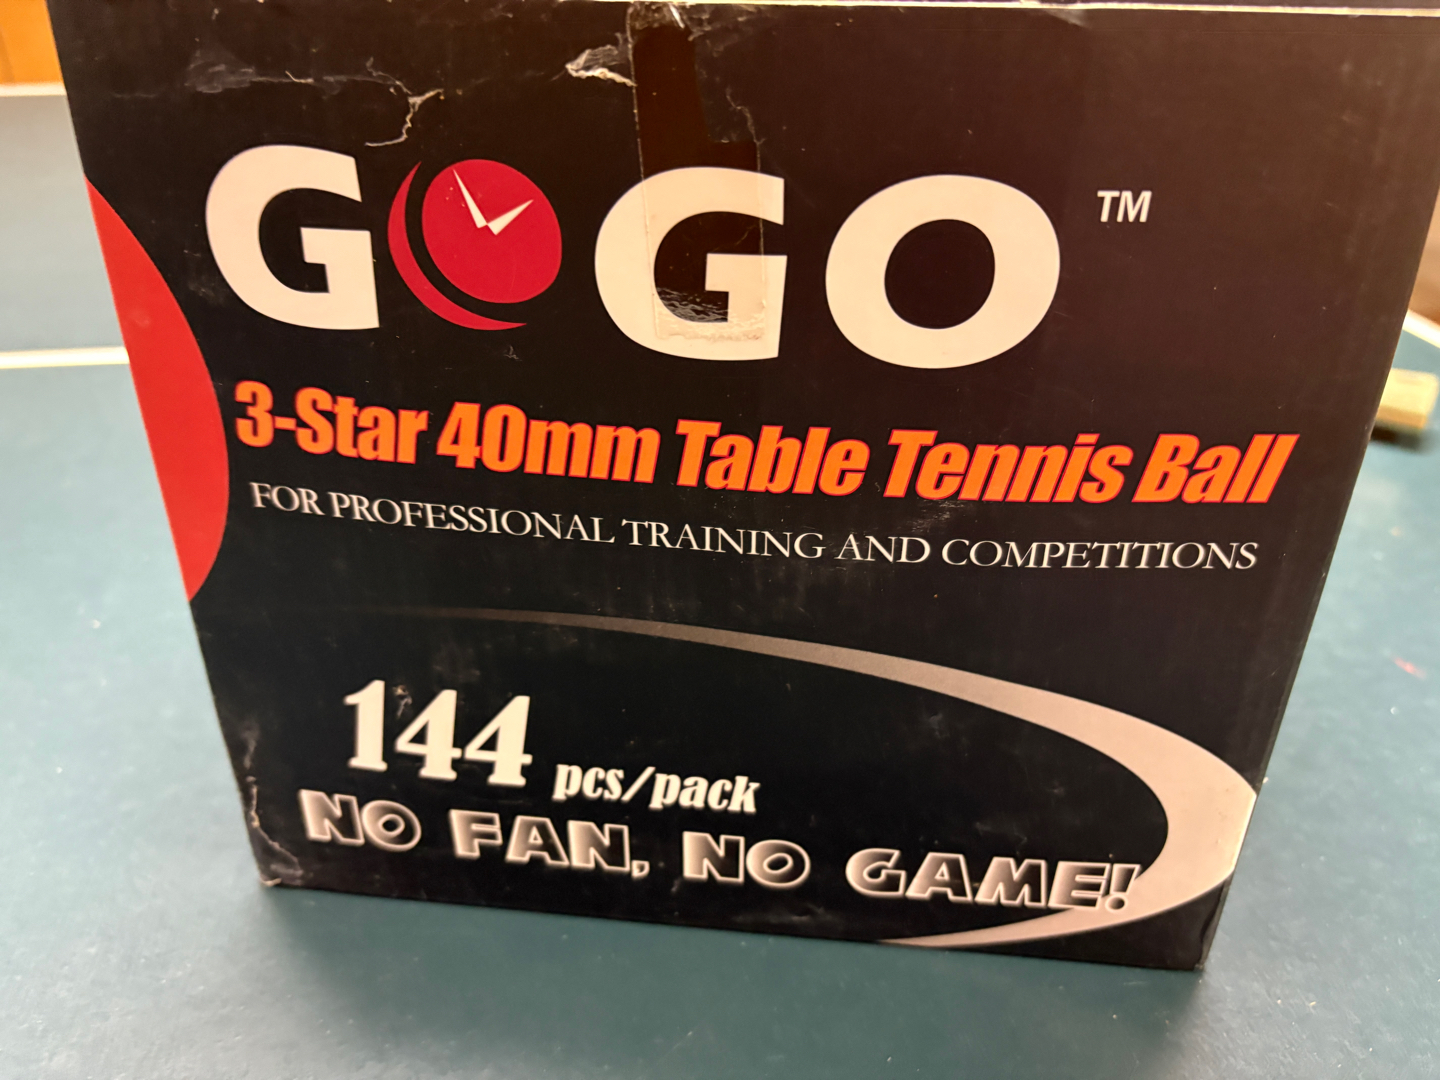 GOGO™
3-Star 40mm Table Tennis Ball
FOR PROFESSIONAL TRAINING AND COMPETITIONS
144 pcs/pack
NO FAN, NO GAME!